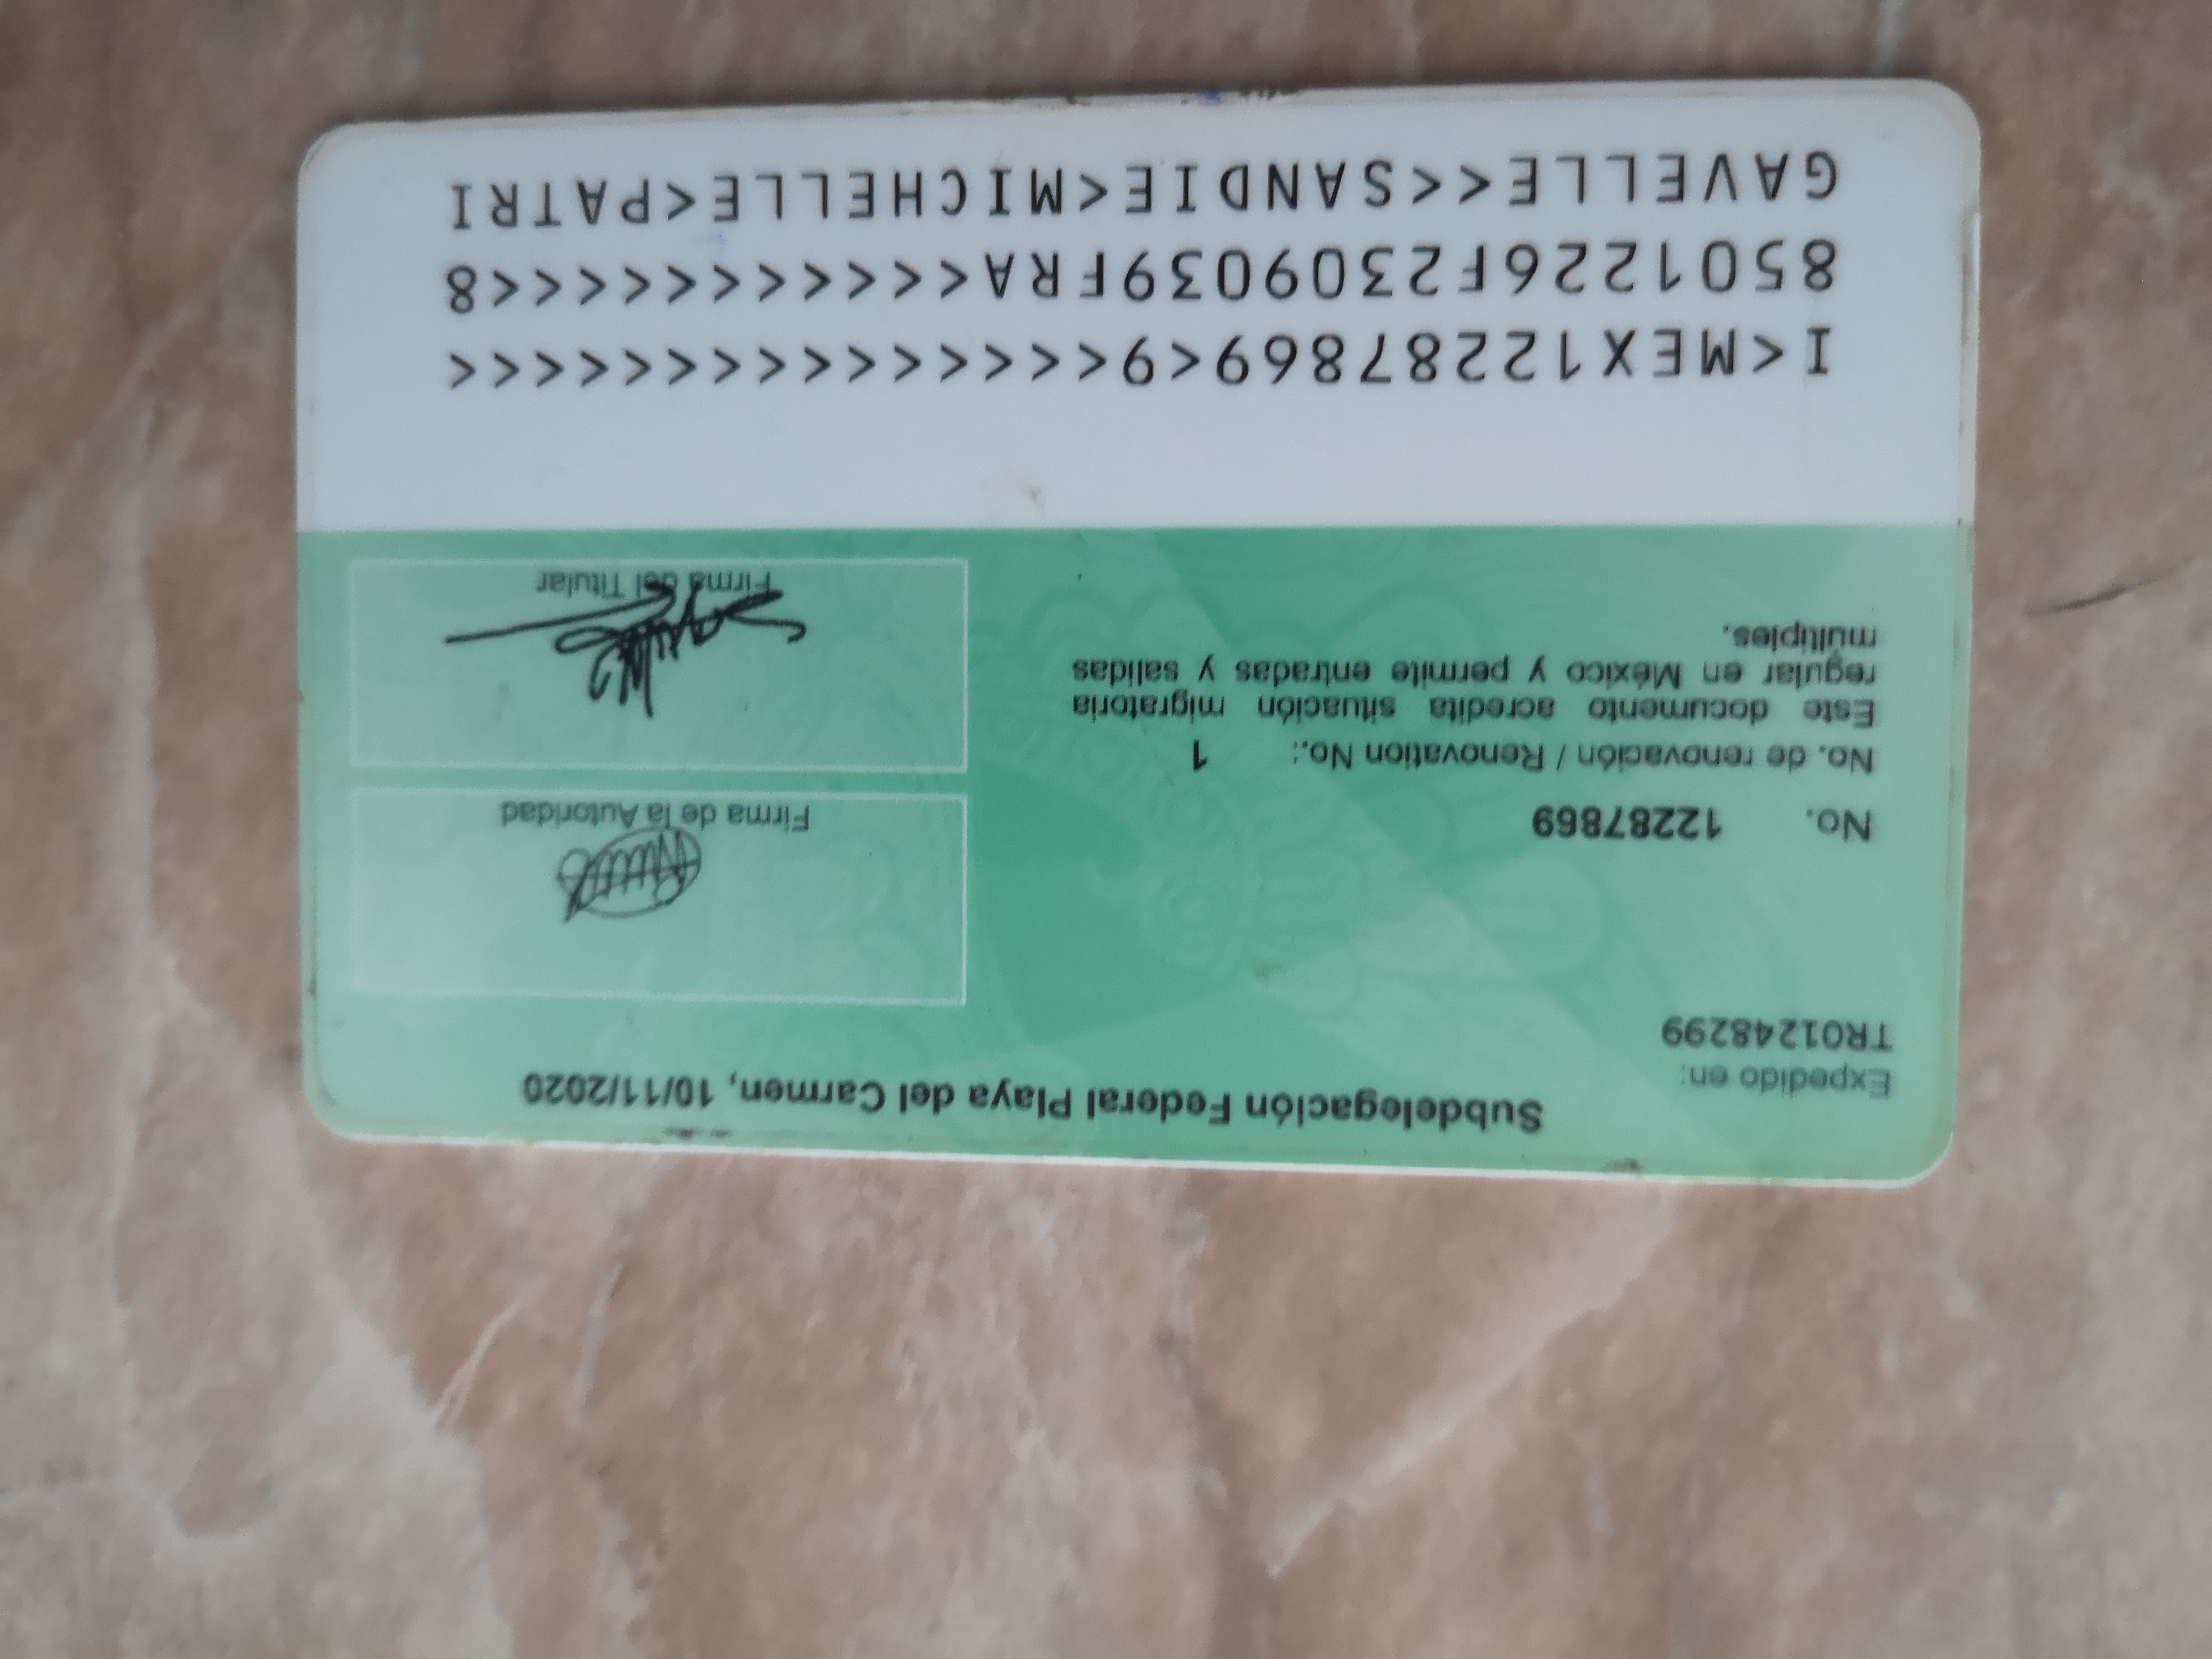 Expedido en: Subdelegación Federal Playa del Carmen, 10/11/2020
TR01248299
No. 12287869
No. de renovación / Renovation No.: 1
Este documento acredita situación migratoria
regular en México y permite entradas y salidas
múltiples.
Firma de la Autoridad
Firma del Titular
I<MEX12287869<9<<<<<<<<<<<<<<<
8501226F2309039FRA<<<<<<<<<<<8
GAVELLE<<SANDIE<MICHELLE<PATRI